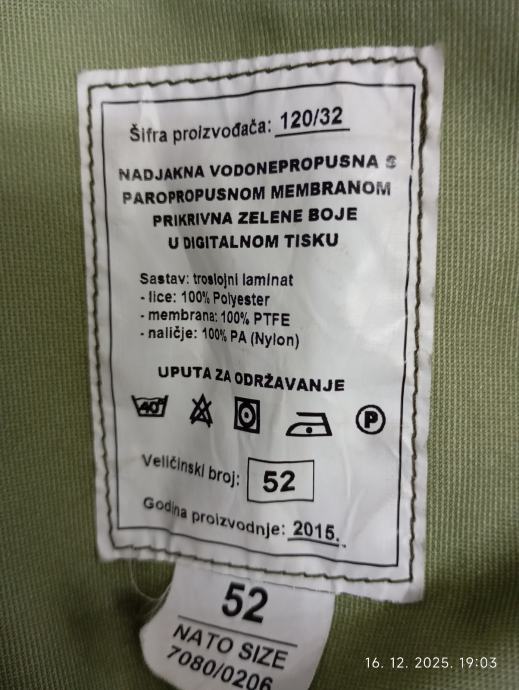 Šifra proizvođača: 120/32
NADJAKNA VODONEPROPUSNA S
PAROPROPUSNOM MEMBRANOM
PRIKRIVNA ZELENE BOJE
U DIGITALNOM TISKU
Sastav: troslojni laminat
- lice: 100% Polyester
- membrana: 100% PTFE
- naličje: 100% PA (Nylon)
UPUTA ZA ODRŽAVANJE
40° P
Veličinski broj: 52
Godina proizvodnje: 2015.
52
NATO SIZE
7080/0206
16. 12. 2025. 19:03